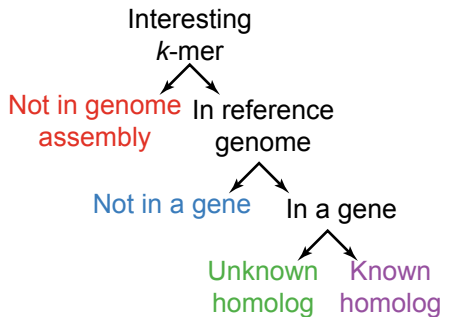 Interesting
k-mer
Not in genome
assembly
In reference
genome
Not in a gene
In a gene
Unknown
homolog
Known
homolog